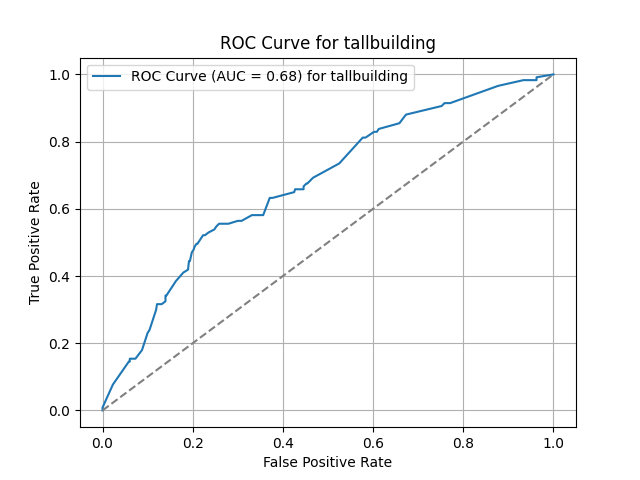 ROC Curve for tallbuilding
ROC Curve (AUC = 0.68) for tallbuilding
1.0
0.8
0.6
0.4
0.2
0.0
True Positive Rate
0.0 0.2 0.4 0.6 0.8 1.0
False Positive Rate